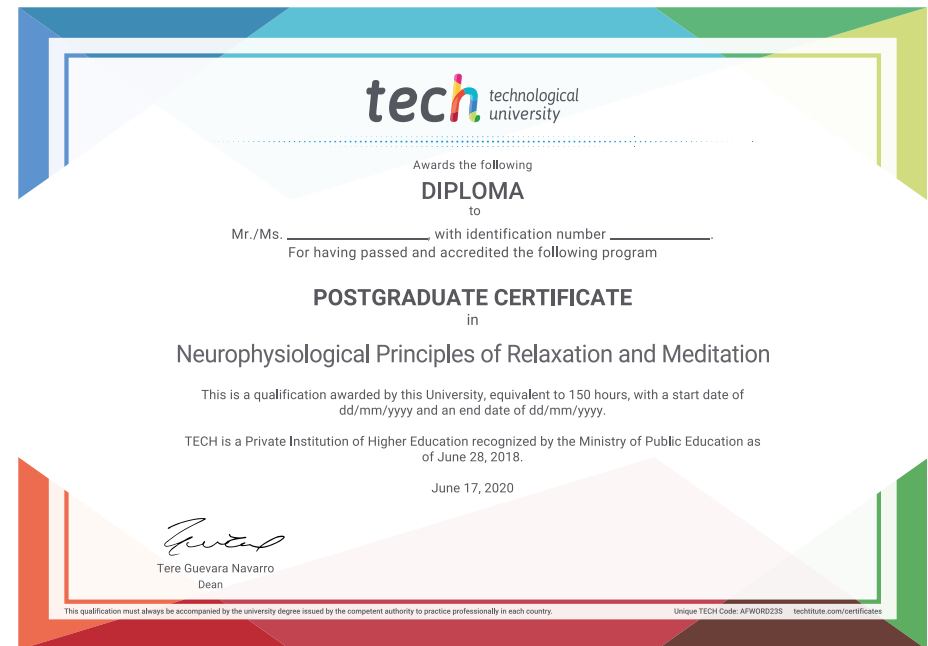 tech technological
university
Awards the following
DIPLOMA
to
Mr./Ms. ____________________, with identification number ______________.
For having passed and accredited the following program
POSTGRADUATE CERTIFICATE
in
Neurophysiological Principles of Relaxation and Meditation
This is a qualification awarded by this University, equivalent to 150 hours, with a start date of
dd/mm/yyyy and an end date of dd/mm/yyyy.
TECH is a Private Institution of Higher Education recognized by the Ministry of Public Education as
of June 28, 2018.
June 17, 2020
Tere Guevara Navarro
Dean
This qualification must always be accompanied by the university degree issued by the competent authority to practice professionally in each country.
Unique TECH Code: AFWORD23S techtitute.com/certificates